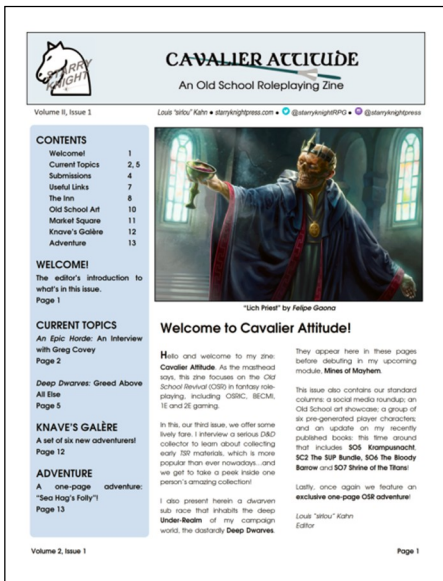 STARRY
KNIGHT
CAVALIER ATTITUDE
An Old School Roleplaying Zine
Volume II, Issue 1
Louis "sirlou" Kahn ● starryknightpress.com ● @starryknightRPG ● @starryknightpress
CONTENTS
Welcome! 1
Current Topics 2, 5
Submissions 4
Useful Links 7
The Inn 8
Old School Art 10
Market Square 11
Knave's Galère 12
Adventure 13
WELCOME!
The editor's introduction to
what's in this issue.
Page 1
CURRENT TOPICS
An Epic Horde: An Interview
with Greg Covey
Page 2
Deep Dwarves: Greed Above
All Else
Page 5
KNAVE'S GALÈRE
A set of six new adventurers!
Page 12
ADVENTURE
A one-page adventure:
"Sea Hag's Folly"!
Page 13
"Lich Priest" by Felipe Gaona
Welcome to Cavalier Attitude!
Hello and welcome to my zine:
Cavalier Attitude. As the masthead
says, this zine focuses on the Old
School Revival (OSR) in fantasy role-
playing, including OSRIC, BECMI,
1E and 2E gaming.
In this, our third issue, we offer some
lively fare. I interview a serious D&D
collector to learn about collecting
early TSR materials, which is more
popular than ever nowadays...and
we get to take a peek inside one
person's amazing collection!
I also present herein a dwarven
sub race that inhabits the deep
Under-Realm of my campaign
world, the dastardly Deep Dwarves.
They appear here in these pages
before debuting in my upcoming
module, Mines of Mayhem.
This issue also contains our standard
columns: a social media roundup; an
Old School art showcase; a group of
six pre-generated player characters;
and an update on my recently
published books: this time around
that includes SO5 Krampusnacht,
SC2 The SUP Bundle, SO6 The Bloody
Barrow and SO7 Shrine of the Titans!
Lastly, once again we feature an
exclusive one-page OSR adventure!
Louis "sirlou" Kahn
Editor
Volume 2, Issue 1
Page 1